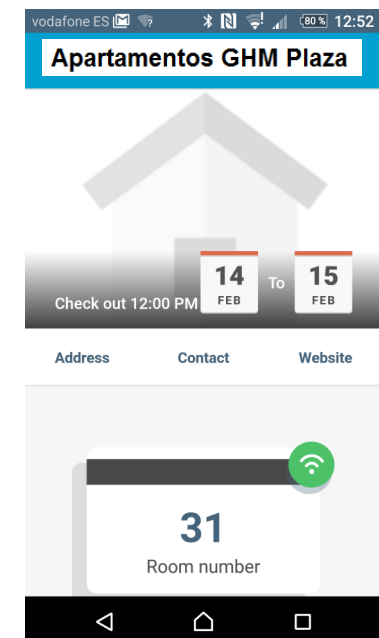 vodafone ES 80% 12:52
Apartamentos GHM Plaza
Check out 12:00 PM
14 FEB To 15 FEB
Address Contact Website
31
Room number